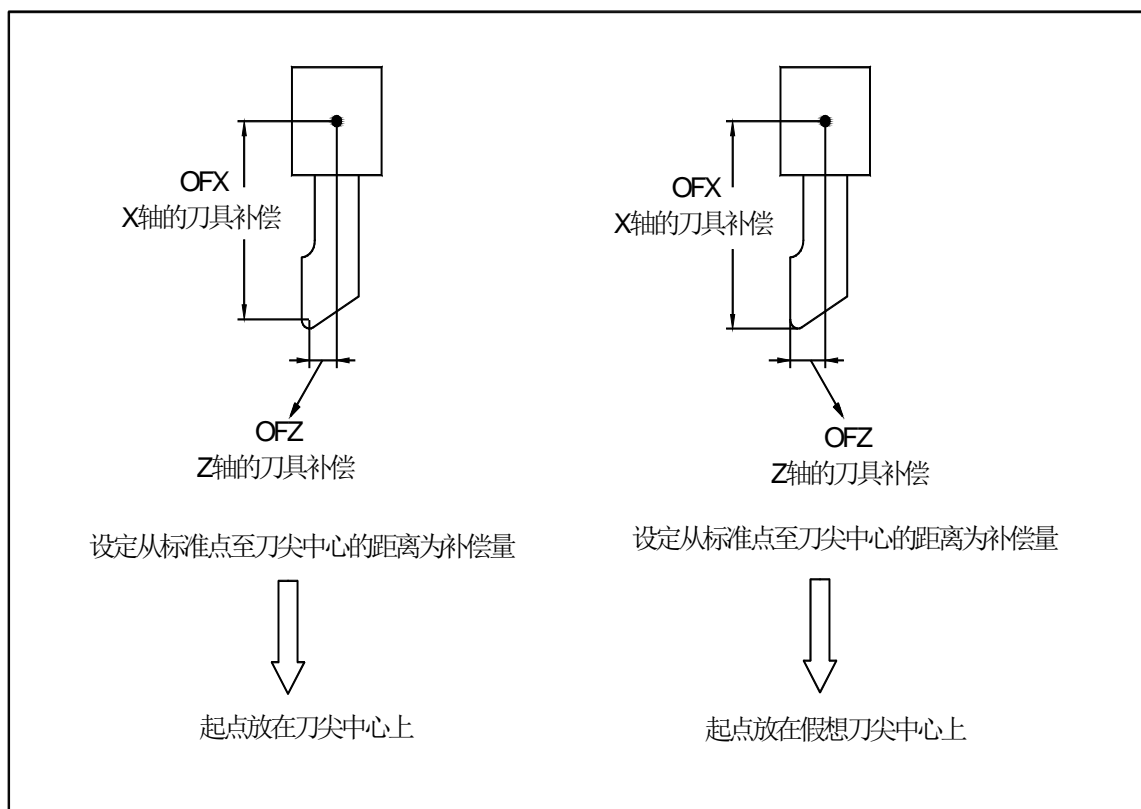 OFX
X轴的刀具补偿
OFZ
Z轴的刀具补偿
设定从标准点至刀尖中心的距离为补偿量
起点放在刀尖中心上
OFX
X轴的刀具补偿
OFZ
Z轴的刀具补偿
设定从标准点至刀尖中心的距离为补偿量
起点放在假想刀尖中心上